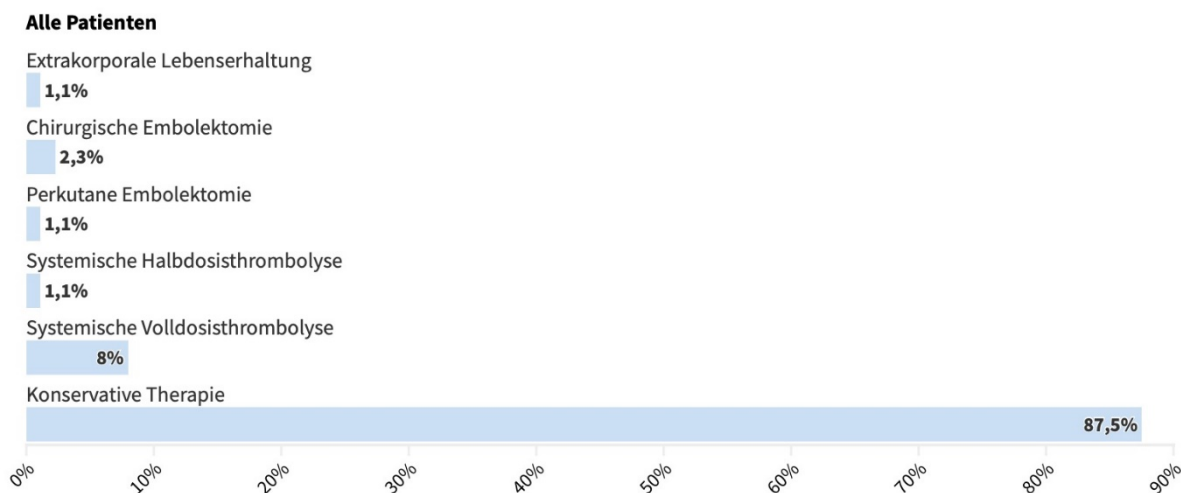 Alle Patienten
Extrakorporale Lebenserhaltung
1,1%
Chirurgische Embolektomie
2,3%
Perkutane Embolektomie
1,1%
Systemische Halbdosisthrombolyse
1,1%
Systemische Volldosisthrombolyse
8%
Konservative Therapie
87,5%
0% 10% 20% 30% 40% 50% 60% 70% 80% 90%